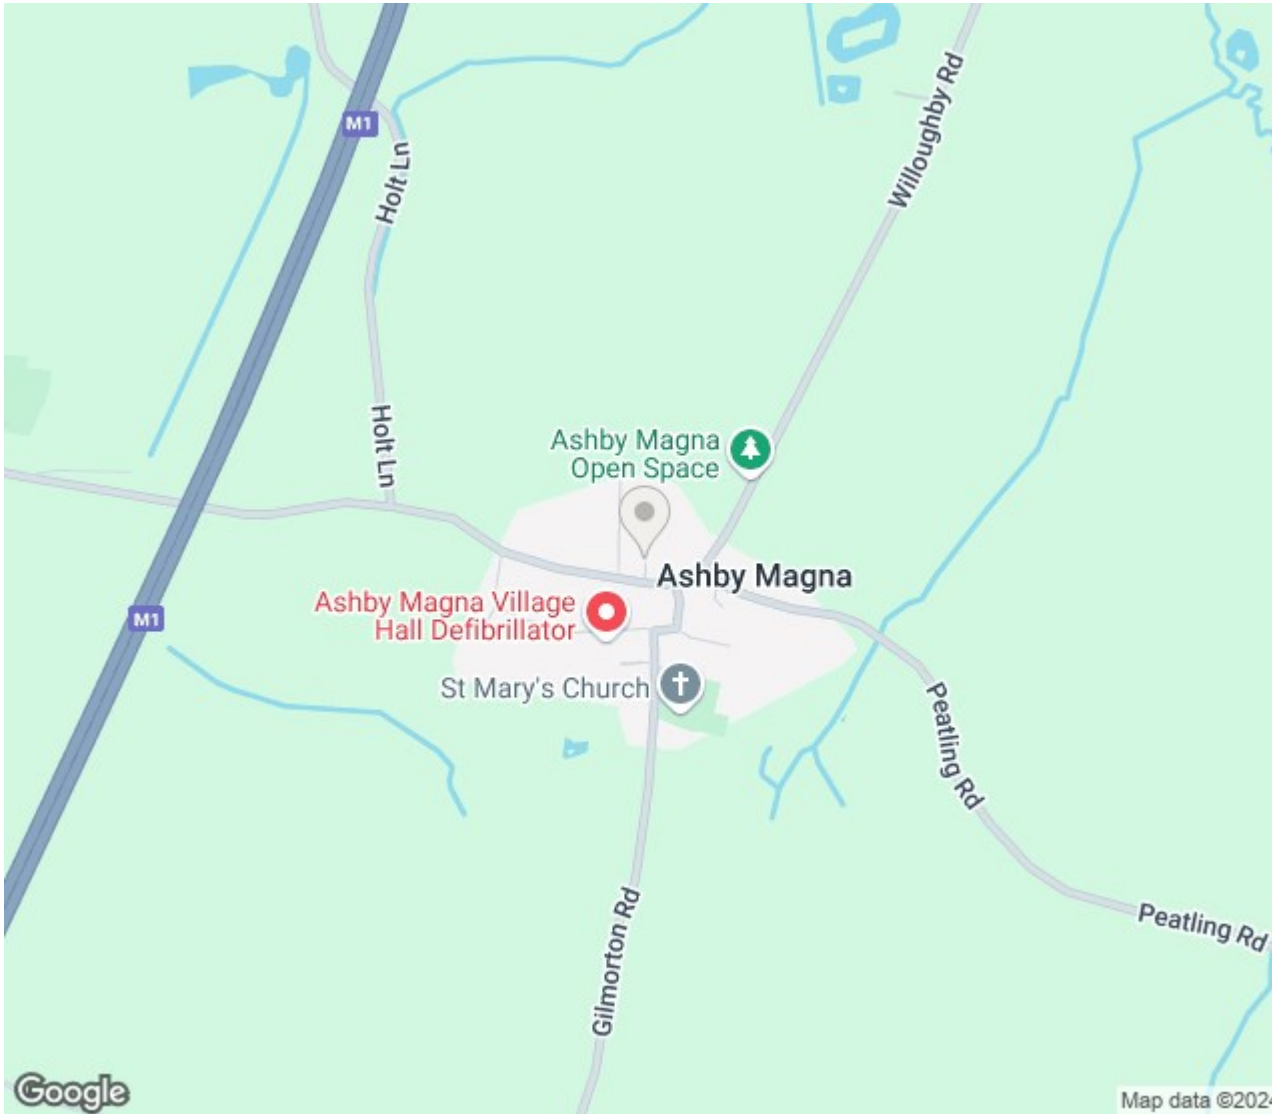 M1
Holt Ln
Willoughby Rd
Holt Ln
Ashby Magna
Open Space
Ashby Magna
Ashby Magna Village
Hall Defibrillator
M1
St Mary's Church
Peatling Rd
Peatling Rd
Gilmorton Rd
Google
Map data ©2024